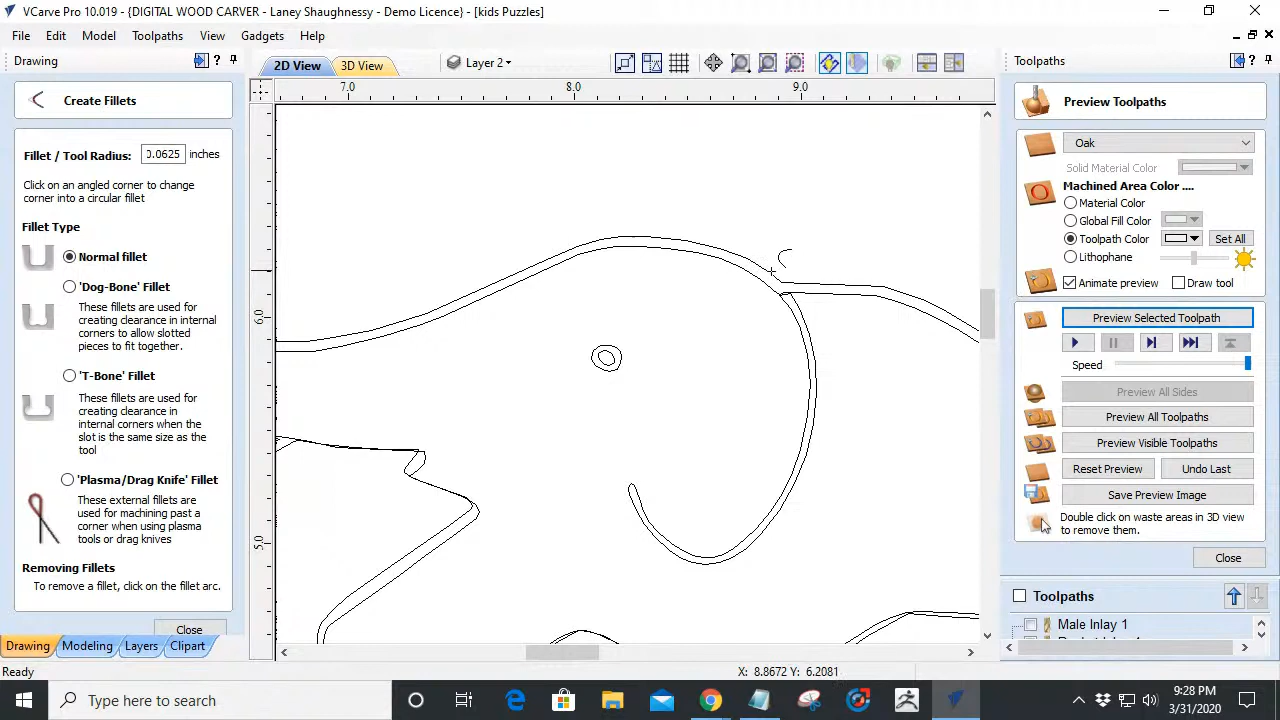 VCarve Pro 10.019 - {DIGITAL WOOD CARVER - Laney Shaughnessy - Demo Licence} - [kids Puzzles]
File Edit Model Toolpaths View Gadgets Help
Drawing
Create Fillets
Fillet / Tool Radius: 0.0625 inches
Click on an angled corner to change
corner into a circular fillet
Fillet Type
Normal fillet
'Dog-Bone' Fillet
These fillets are used for
creating clearance in
internal corners
to allow slotted
pieces to fit together.
'T-Bone' Fillet
These fillets are used for
creating clearance in
internal corners when the
slot is the same size as the
tool
'Plasma/Drag Knife' Fillet
These external fillets are
used for machining past a
corner when using plasma
tools or drag knives
Removing Fillets
To remove a fillet, click on the fillet arc.
Close
Drawing Modeling Layers Clipart
2D View 3D View Layer 2
7.0 8.0 9.0
6.0
5.0
Toolpaths
Preview Toolpaths
Oak
Solid Material Color
Machined Area Color ....
Material Color
Global Fill Color
Toolpath Color Set All
Lithophane
Animate preview Draw tool
Preview Selected Toolpath
Speed
Preview All Sides
Preview All Toolpaths
Preview Visible Toolpaths
Reset Preview Undo Last
Save Preview Image
Double click on waste areas in 3D view
to remove them.
Close
Toolpaths
Male Inlay 1
Ready X: 8.8672 Y: 6.2081
Type here to search
9:28 PM
3/31/2020